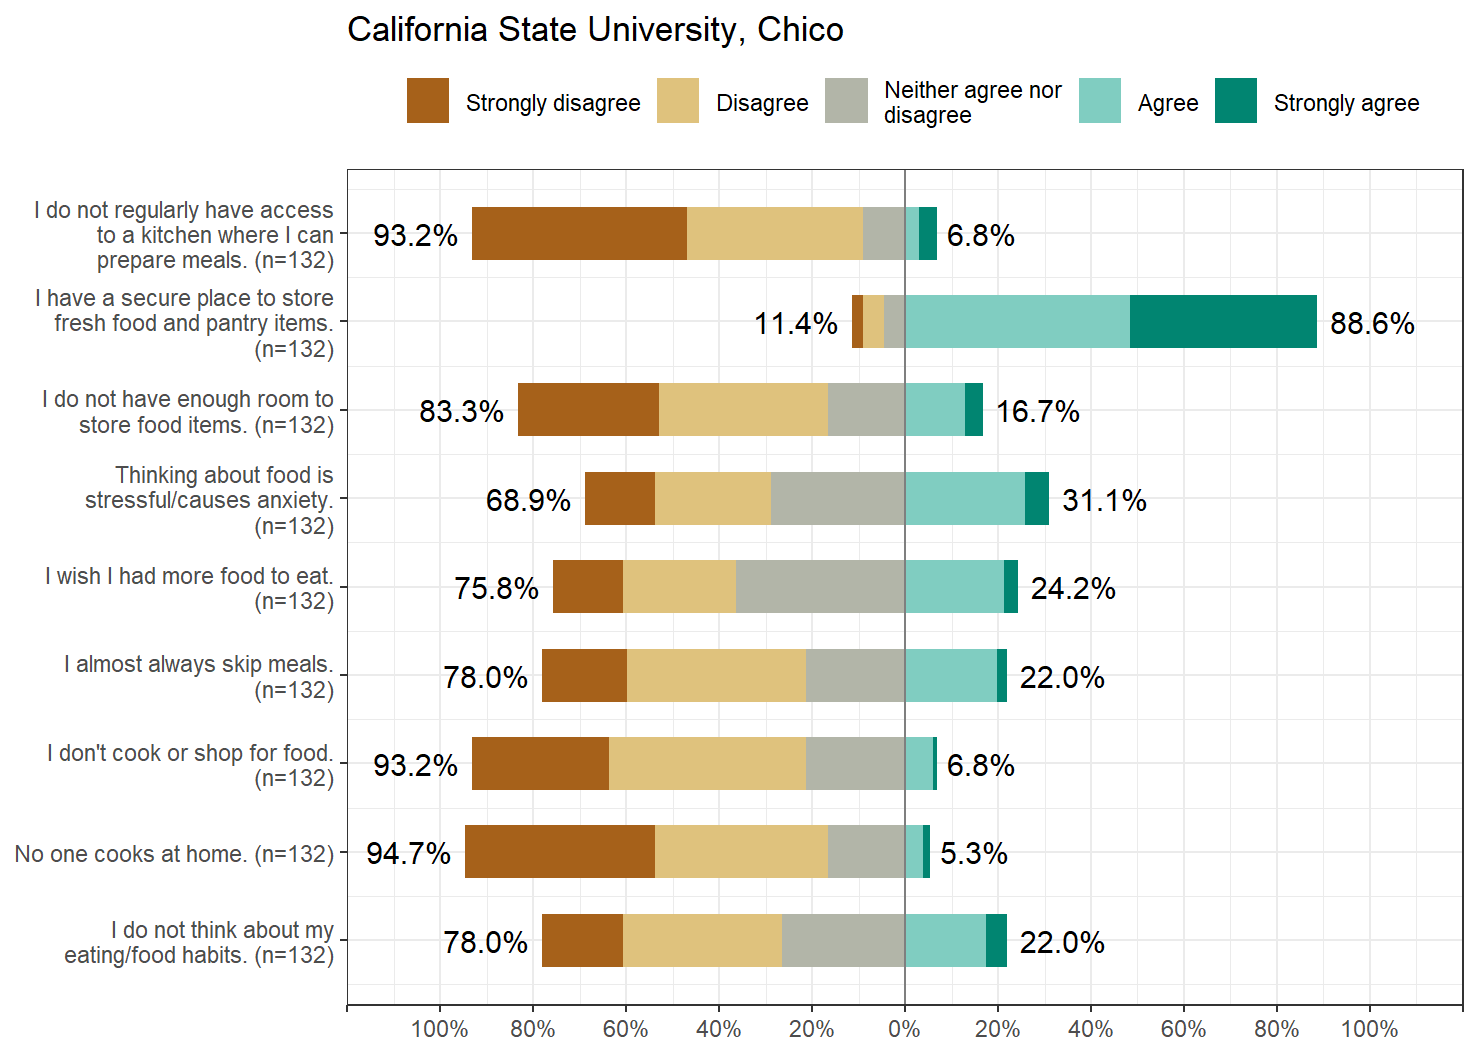 California State University, Chico
Strongly disagree
Disagree
Neither agree nor
disagree
Agree
Strongly agree
I do not regularly have access
to a kitchen where I can
prepare meals. (n=132)
93.2%
6.8%
I have a secure place to store
fresh food and pantry items.
(n=132)
11.4%
88.6%
I do not have enough room to
store food items. (n=132)
83.3%
16.7%
Thinking about food is
stressful/causes anxiety.
(n=132)
68.9%
31.1%
I wish I had more food to eat.
(n=132)
75.8%
24.2%
I almost always skip meals.
(n=132)
78.0%
22.0%
I don't cook or shop for food.
(n=132)
93.2%
6.8%
No one cooks at home. (n=132)
94.7%
5.3%
I do not think about my
eating/food habits. (n=132)
78.0%
22.0%
100% 80% 60% 40% 20% 0% 20% 40% 60% 80% 100%